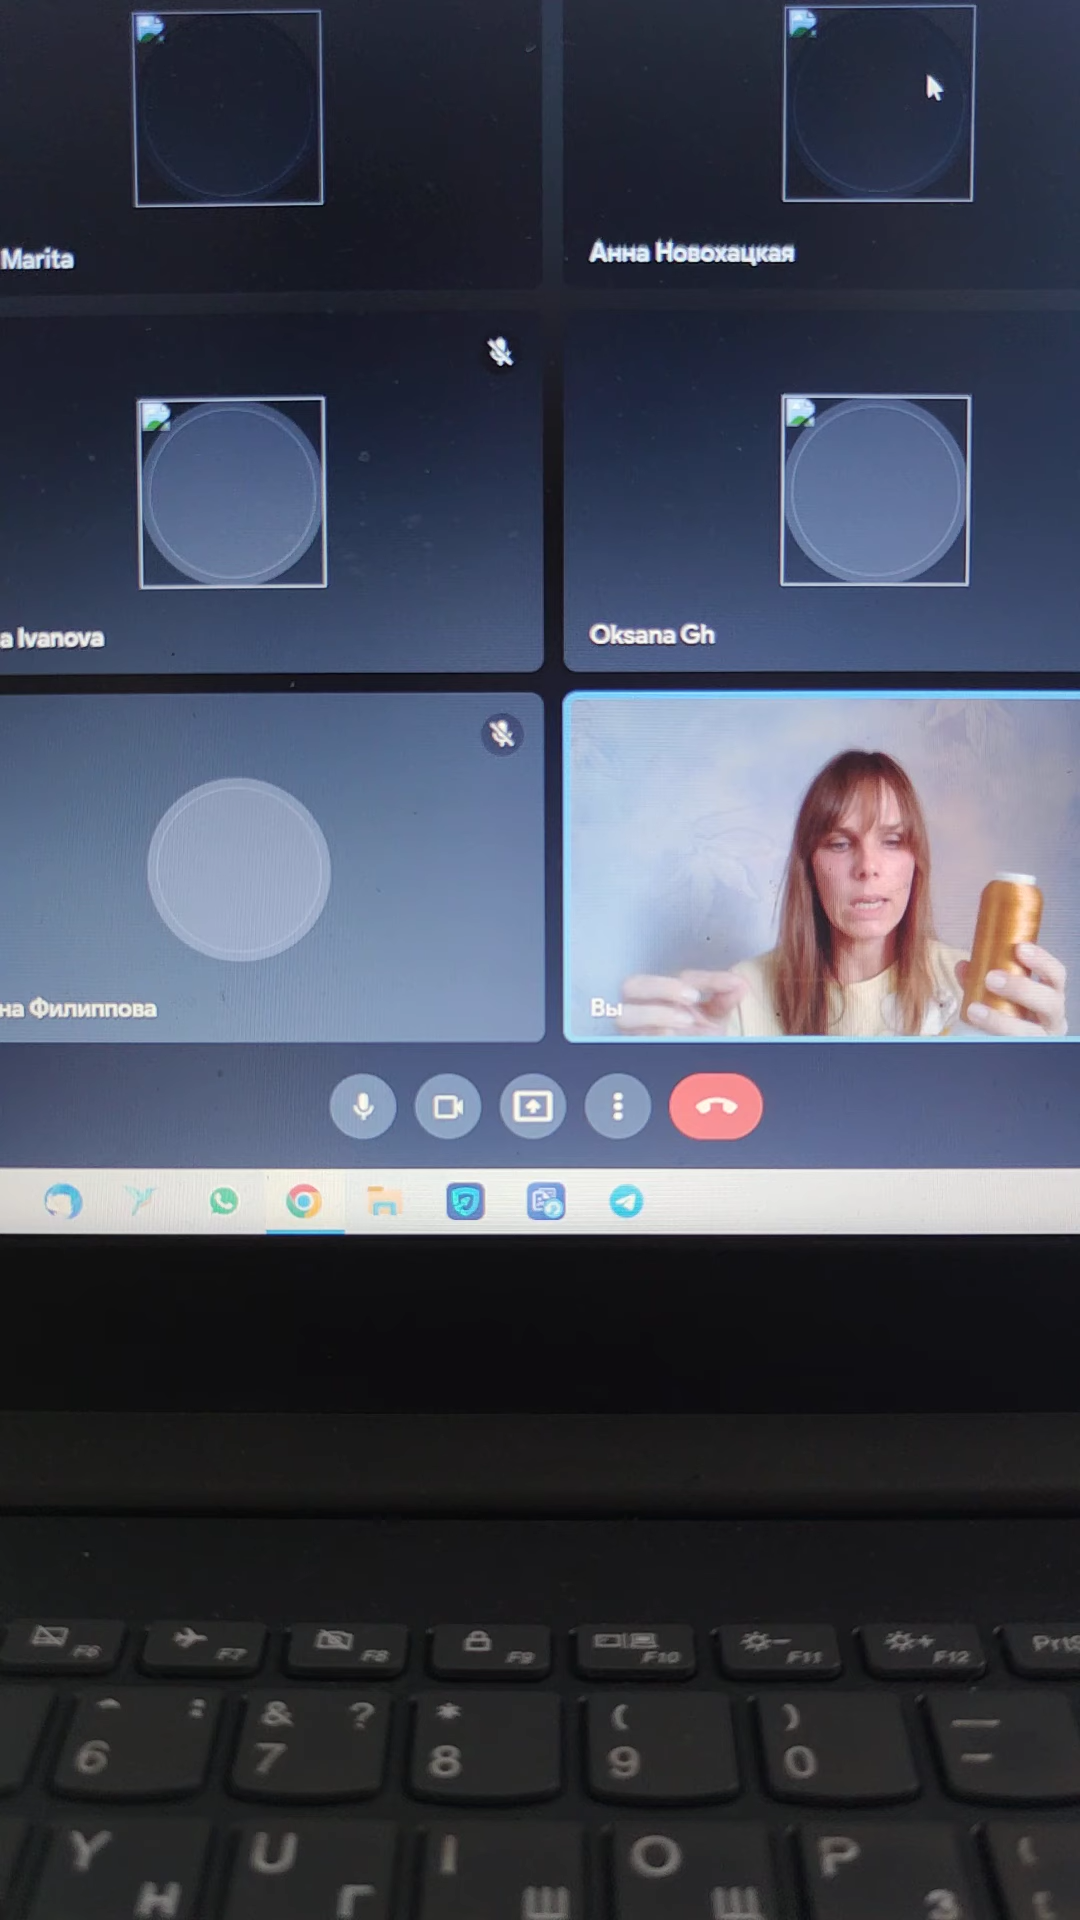 Marita
Анна Новохацкая
a Ivanova
Oksana Gh
на Филиппова
Вы
F6 F7 F8 F9 F10 F11 F12 PrtS
^ : & ? * ( ) —
6 7 8 9 0 -
Y U I O P
Н Г Ш Щ З